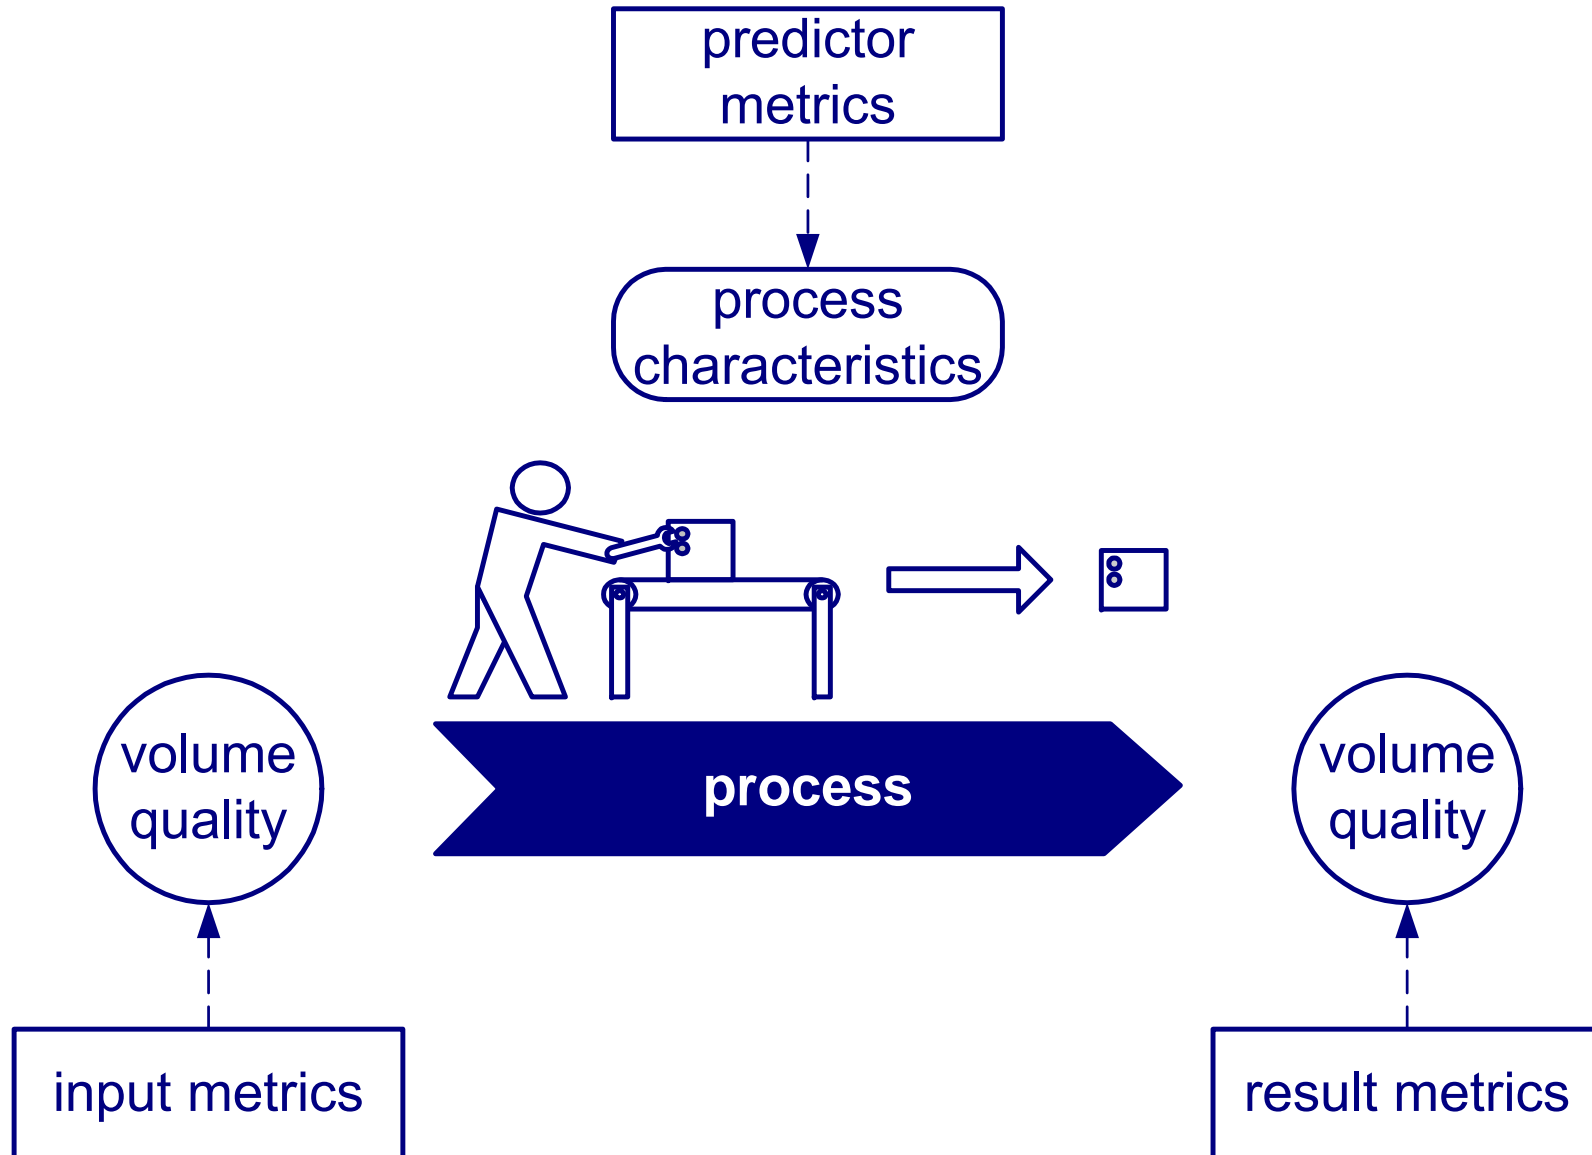 predictor
metrics
process
characteristics
volume
quality
process
volume
quality
input metrics
result metrics